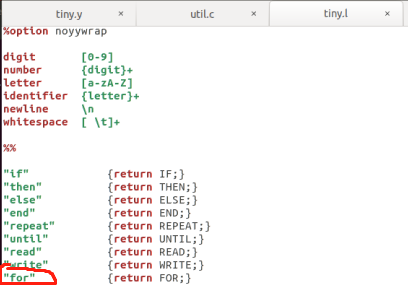 tiny.y × util.c × tiny.l ×
%option noyywrap
digit [0-9]
number {digit}+
letter [a-zA-Z]
identifier {letter}+
newline \n
whitespace [ \t]+
%%
"if" {return IF;}
"then" {return THEN;}
"else" {return ELSE;}
"end" {return END;}
"repeat" {return REPEAT;}
"until" {return UNTIL;}
"read" {return READ;}
"write" {return WRITE;}
"for" {return FOR;}